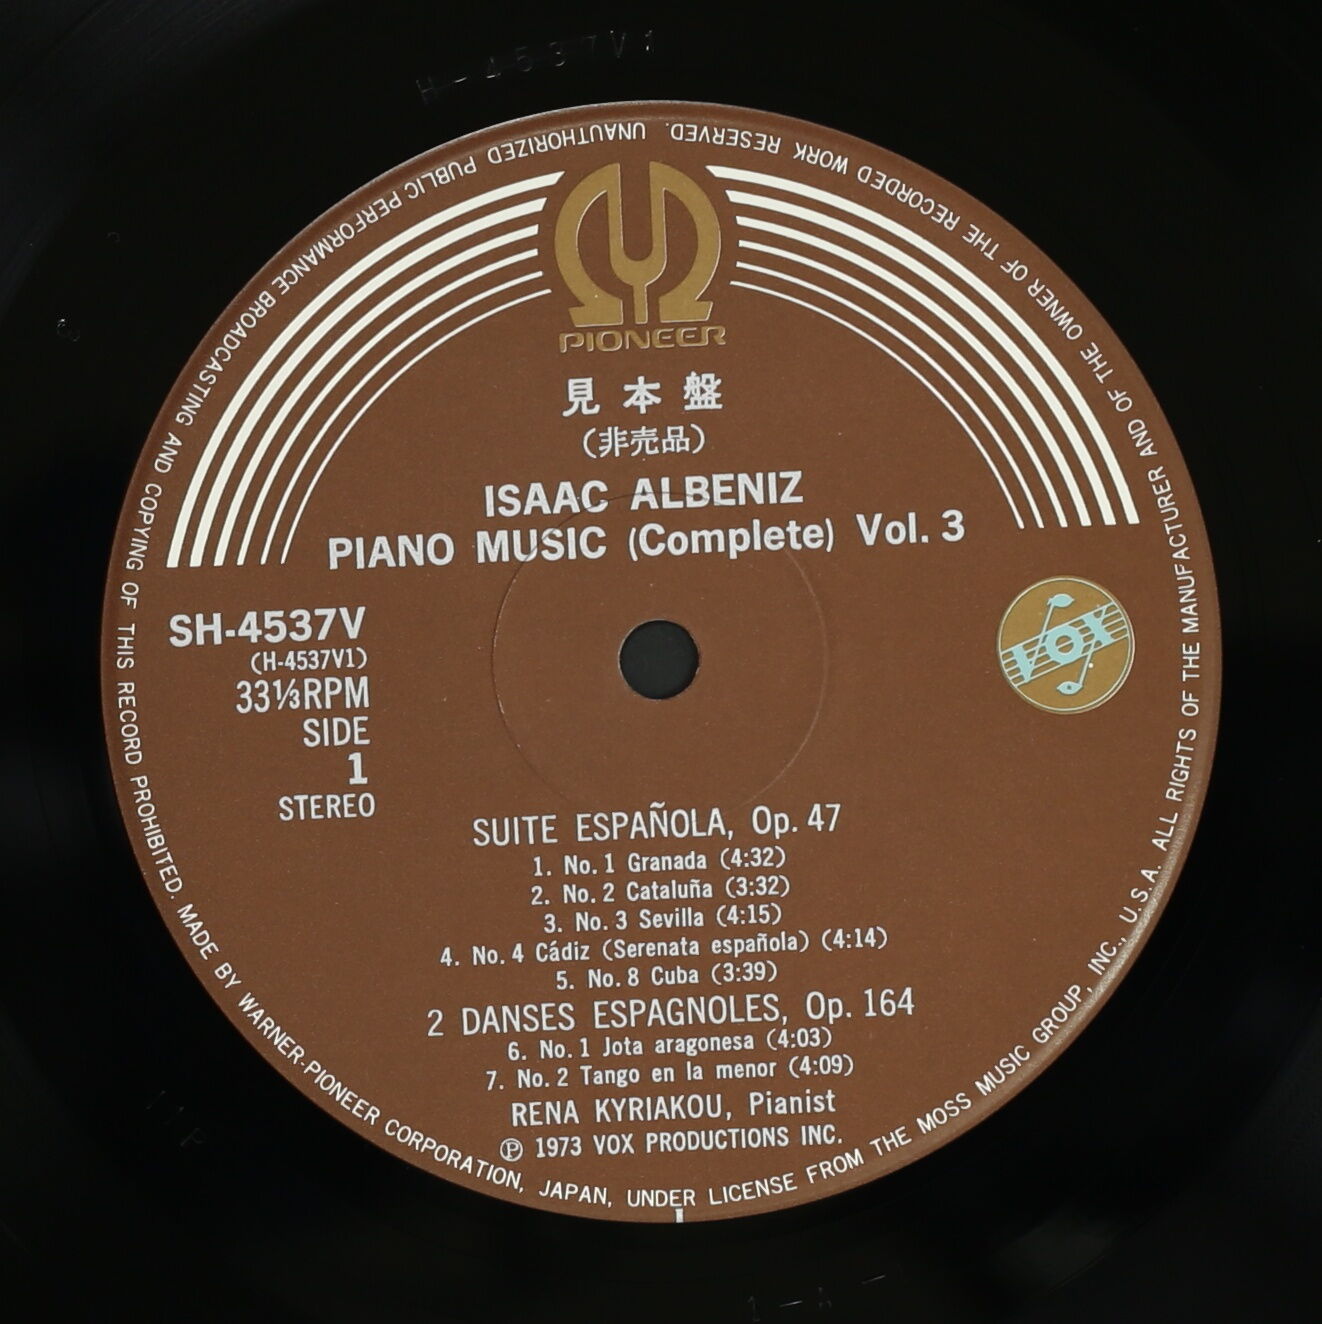 H-4537V1
PIONEER
見本盤
(非売品)
ISAAC ALBENIZ
PIANO MUSIC (Complete) Vol. 3
SH-4537V
(H-4537V1)
33⅓RPM
SIDE
1
STEREO
VOX
SUITE ESPAÑOLA, Op. 47
1. No. 1 Granada (4:32)
2. No. 2 Cataluña (3:32)
3. No. 3 Sevilla (4:15)
4. No. 4 Cádiz (Serenata española) (4:14)
5. No. 8 Cuba (3:39)
2 DANSES ESPAGNOLES, Op. 164
6. No. 1 Jota aragonesa (4:03)
7. No. 2 Tango en la menor (4:09)
RENA KYRIAKOU, Pianist
Ⓟ 1973 VOX PRODUCTIONS INC.
MADE BY WARNER-PIONEER CORPORATION, JAPAN, UNDER LICENSE FROM THE MOSS MUSIC GROUP, INC., U.S.A. ALL RIGHTS OF THE MANUFACTURER AND OF THE OWNER OF THE RECORDED WORK RESERVED. UNAUTHORIZED PUBLIC PERFORMANCE BROADCASTING AND COPYING OF THIS RECORD PROHIBITED.